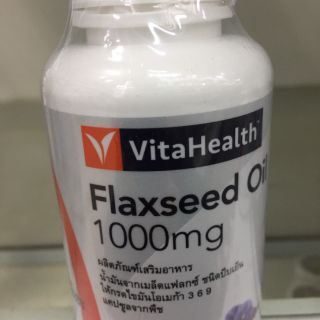 VitaHealth
Flaxseed Oil
1000mg
ผลิตภัณฑ์เสริมอาหาร
น้ำมันจากเมล็ดแฟลกซ์ ชนิดบีบเย็น
ให้กรดไขมันโอเมก้า 3 6 9
แคปซูลจากพืช